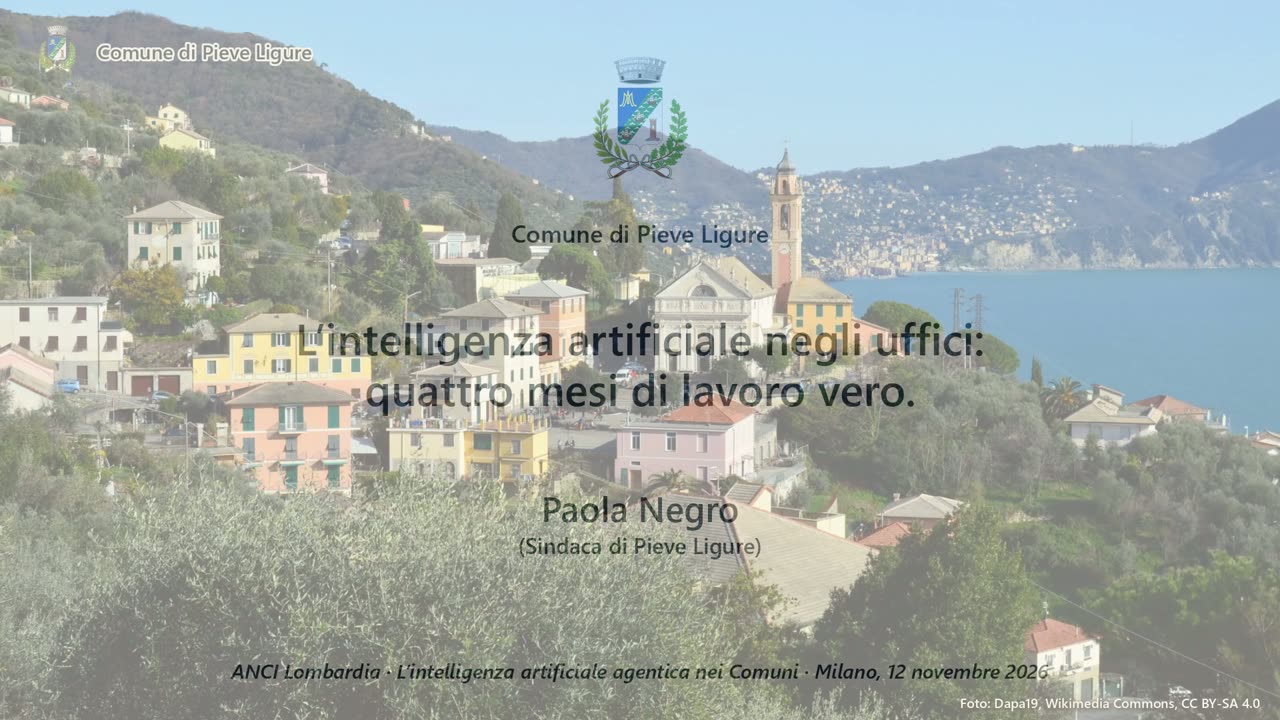 Comune di Pieve Ligure
Comune di Pieve Ligure
L'intelligenza artificiale negli uffici:
quattro mesi di lavoro vero.
Paola Negro
(Sindaca di Pieve Ligure)
ANCI Lombardia · L'intelligenza artificiale agentica nei Comuni · Milano, 12 novembre 2026
Foto: Dapa19, Wikimedia Commons, CC BY-SA 4.0